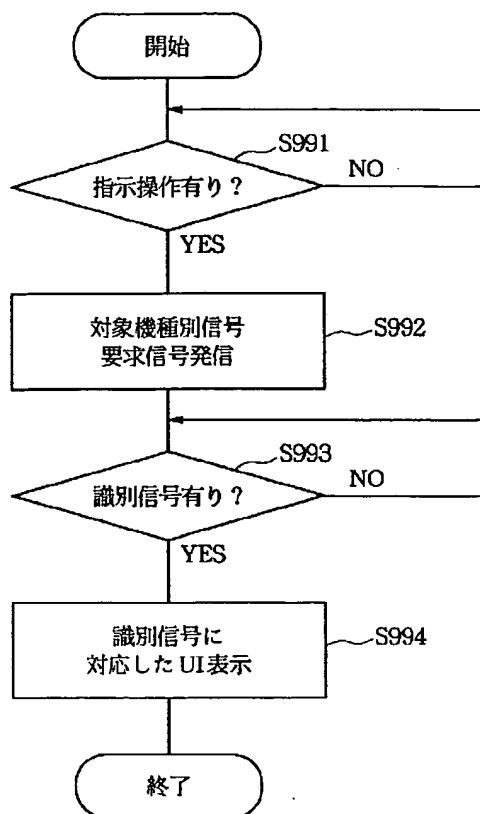 開始
S991
指示操作有り?
NO
YES
対象機種別信号
要求信号発信
S992
S993
識別信号有り?
NO
YES
識別信号に
対応したUI表示
S994
終了